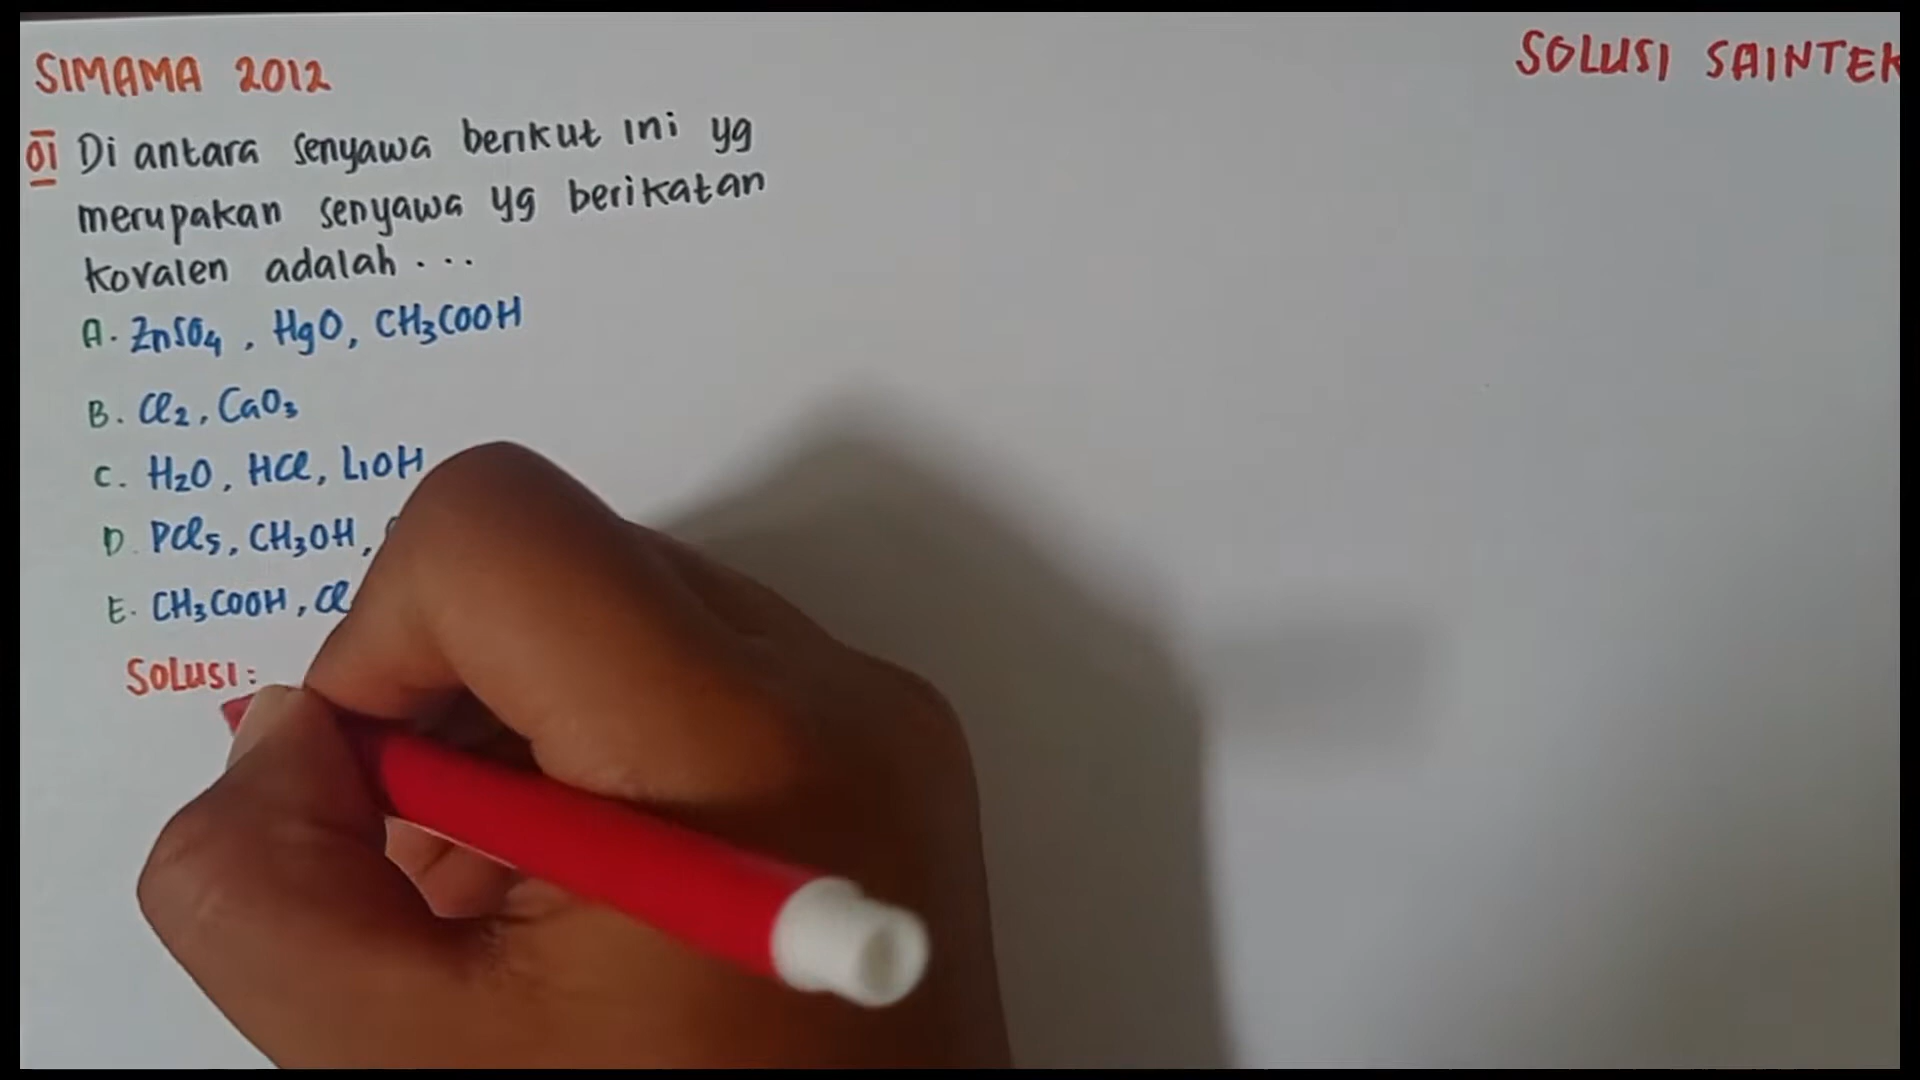 SIMAMA 2012
SOLUSI SAINTEK
01 Di antara senyawa berikut ini yg
merupakan senyawa yg berikatan
kovalen adalah ...
A. ZnSO4, HgO, CH3COOH
B. Cl2, CaO3
C. H2O, HCl, LiOH
D. PCl5, CH3OH,
E. CH3COOH, Cl
SOLUSI: